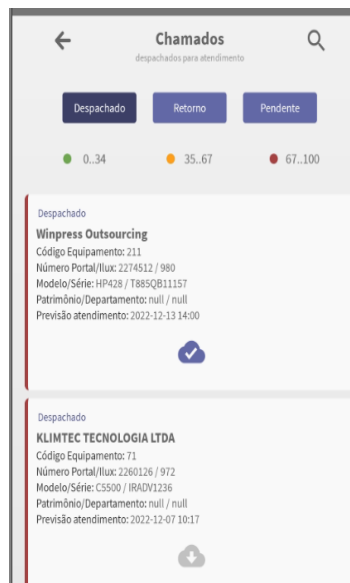 Chamados
despachados para atendimento
Despachado
Retorno
Pendente
0..34
35..67
67..100
Despachado
Winpress Outsourcing
Código Equipamento: 211
Número Portal/Ilux: 2274512 / 980
Modelo/Série: HP428 / T885QB11157
Patrimônio/Departamento: null / null
Previsão atendimento: 2022-12-13 14:00
Despachado
KLIMTEC TECNOLOGIA LTDA
Código Equipamento: 71
Número Portal/Ilux: 2260126 / 972
Modelo/Série: C5500 / IRADV1236
Patrimônio/Departamento: null / null
Previsão atendimento: 2022-12-07 10:17